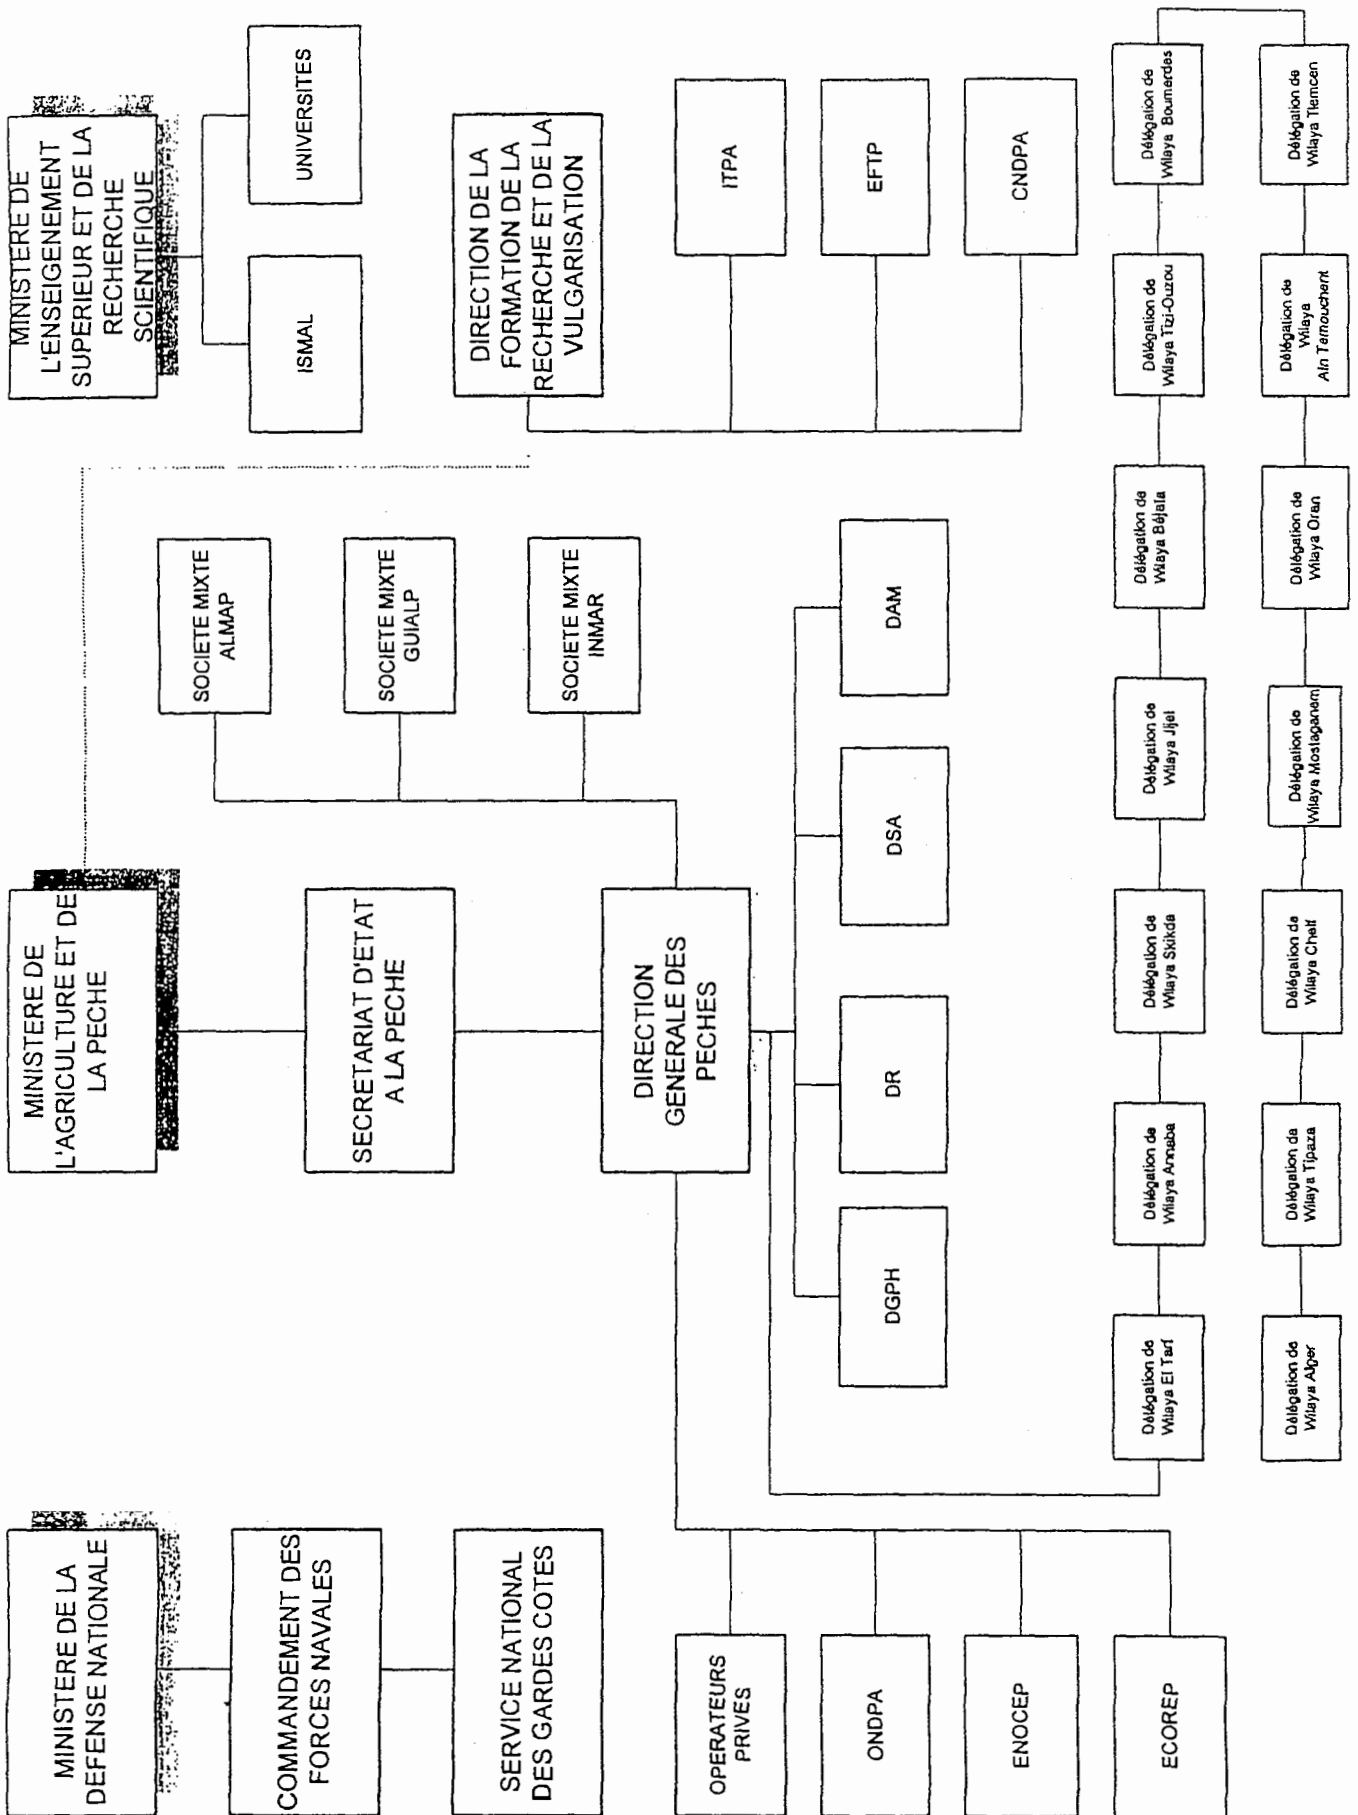 MINISTERE DE LA
DEFENSE NATIONALE
COMMANDEMENT DES
FORCES NAVALES
SERVICE NATIONAL
DES GARDES COTES
MINISTERE DE
L'AGRICULTURE ET DE
LA PECHE
SECRETARIAT D'ETAT
A LA PECHE
DIRECTION
GENERALE DES
PECHES
MINISTERE DE
L'ENSEIGNEMENT
SUPERIEUR ET DE LA
RECHERCHE
SCIENTIFIQUE
ISMAL
UNIVERSITES
SOCIETE MIXTE
ALMAP
SOCIETE MIXTE
GUIALP
SOCIETE MIXTE
INMAR
DIRECTION DE LA
FORMATION DE LA
RECHERCHE ET DE LA
VULGARISATION
ITPA
EFTP
CNDPA
OPERATEURS
PRIVES
ONDPA
ENOCEP
ECOREP
DGPH
DR
DSA
DAM
Délégation de
Wilaya El Tarf
Délégation de
Wilaya Annaba
Délégation de
Wilaya Skikda
Délégation de
Wilaya Jijel
Délégation de
Wilaya Béjaïa
Délégation de
Wilaya Tizi-Ouzou
Délégation de
Wilaya Boumerdes
Délégation de
Wilaya Alger
Délégation de
Wilaya Tipaza
Délégation de
Wilaya Chelf
Délégation de
Wilaya Mostaganem
Délégation de
Wilaya Oran
Délégation de
Wilaya
Aïn Temouchent
Délégation de
Wilaya Tlemcen